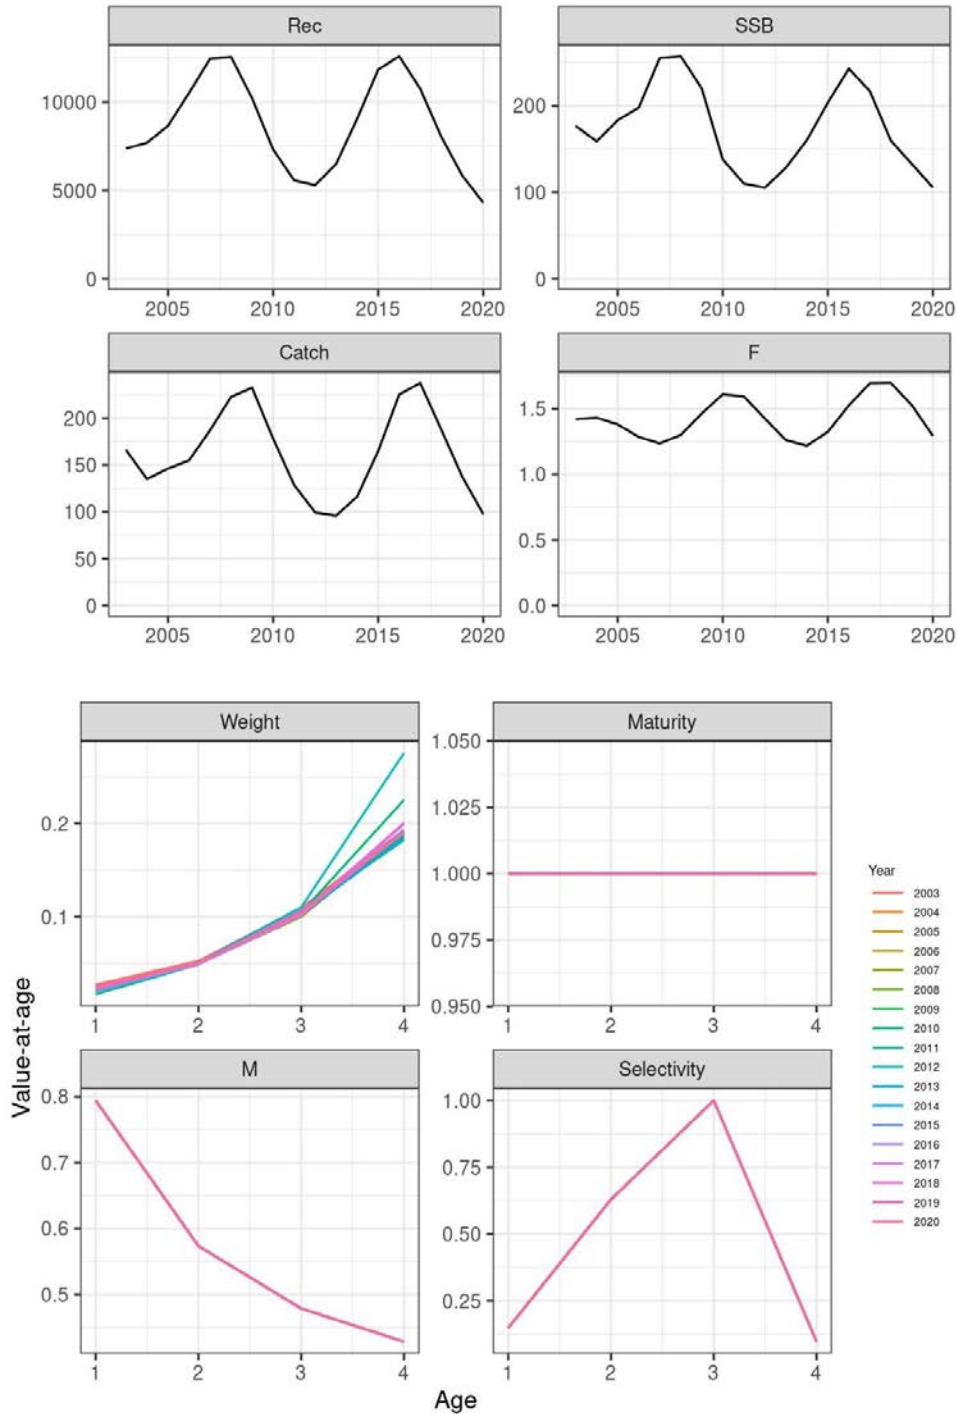 Rec
SSB
10000
5000
0
200
100
0
2005 2010 2015 2020
2005 2010 2015 2020
Catch
F
200
150
100
50
0
1.5
1.0
0.5
0.0
2005 2010 2015 2020
2005 2010 2015 2020
Weight
Maturity
0.2
0.1
1.050
1.025
1.000
0.975
0.950
1 2 3 4
1 2 3 4
M
Selectivity
0.8
0.7
0.6
0.5
1.00
0.75
0.50
0.25
1 2 3 4
1 2 3 4
Value-at-age
Age
Year
2003
2004
2005
2006
2007
2008
2009
2010
2011
2012
2013
2014
2015
2016
2017
2018
2019
2020